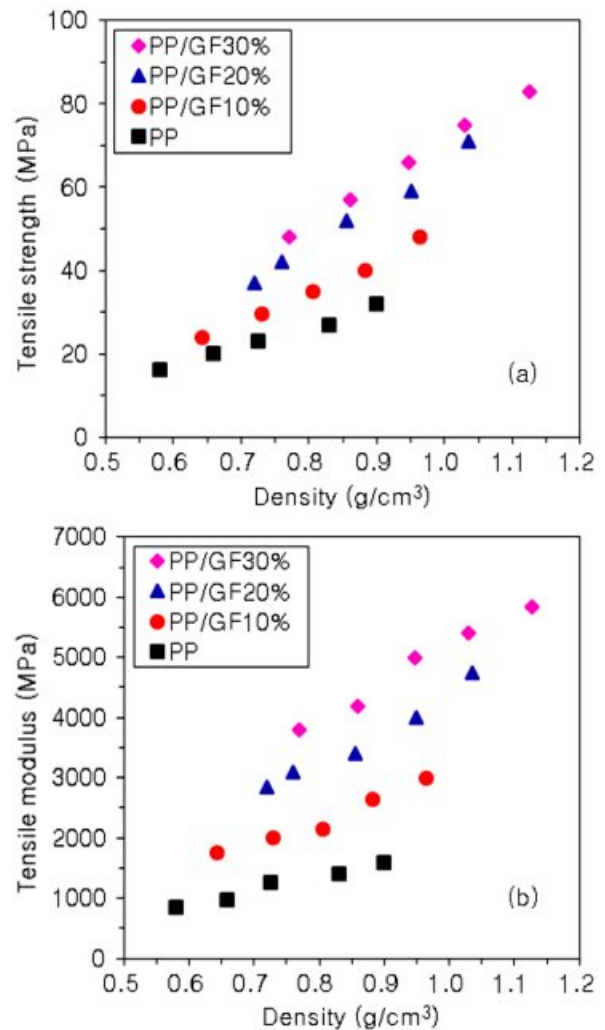 100
80
60
40
20
0
Tensile strength (MPa)
PP/GF30%
PP/GF20%
PP/GF10%
PP
(a)
0.5 0.6 0.7 0.8 0.9 1.0 1.1 1.2
Density (g/cm³)
7000
6000
5000
4000
3000
2000
1000
0
Tensile modulus (MPa)
PP/GF30%
PP/GF20%
PP/GF10%
PP
(b)
0.5 0.6 0.7 0.8 0.9 1.0 1.1 1.2
Density (g/cm³)